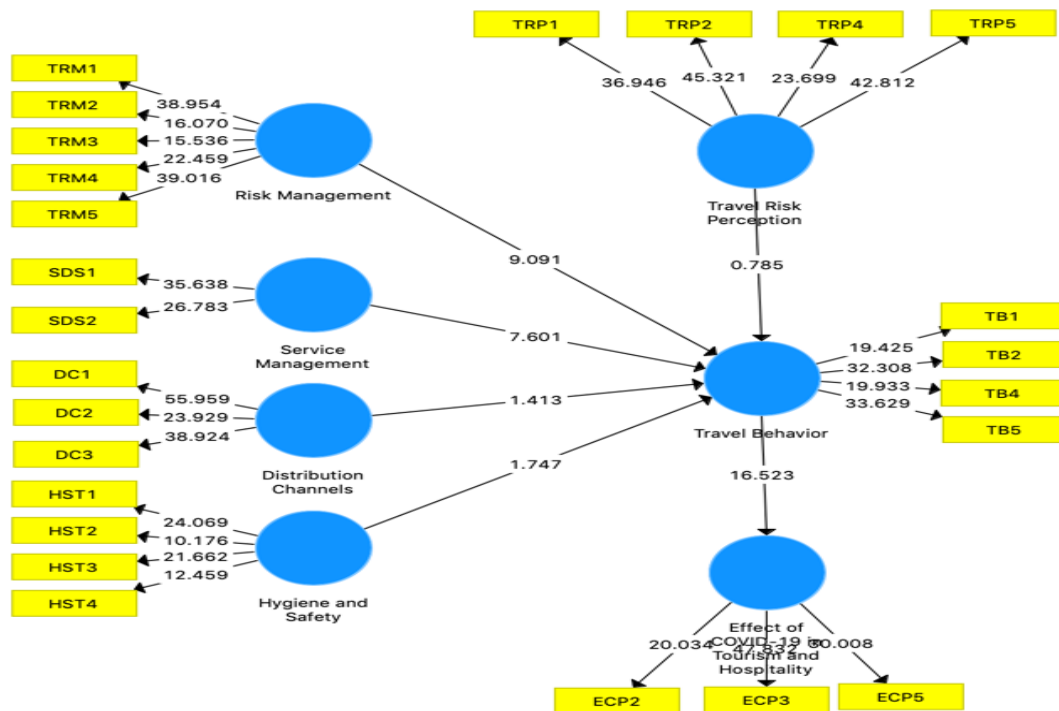 TRP1
TRP2
TRP4
TRP5
36.946
45.321
23.699
42.812
TRM1
TRM2
TRM3
TRM4
TRM5
38.954
16.070
15.536
22.459
39.016
Risk Management
Travel Risk
Perception
9.091
0.785
SDS1
SDS2
35.638
26.783
Service
Management
7.601
TB1
TB2
TB4
TB5
19.425
32.308
19.933
33.629
DC1
DC2
DC3
55.959
23.929
38.924
Distribution
Channels
1.413
Travel Behavior
1.747
16.523
HST1
HST2
HST3
HST4
24.069
10.176
21.662
12.459
Hygiene and
Safety
Effect of
COVID-19 in
Tourism and
Hospitality
20.034
47.832
ECP2
ECP3
ECP5